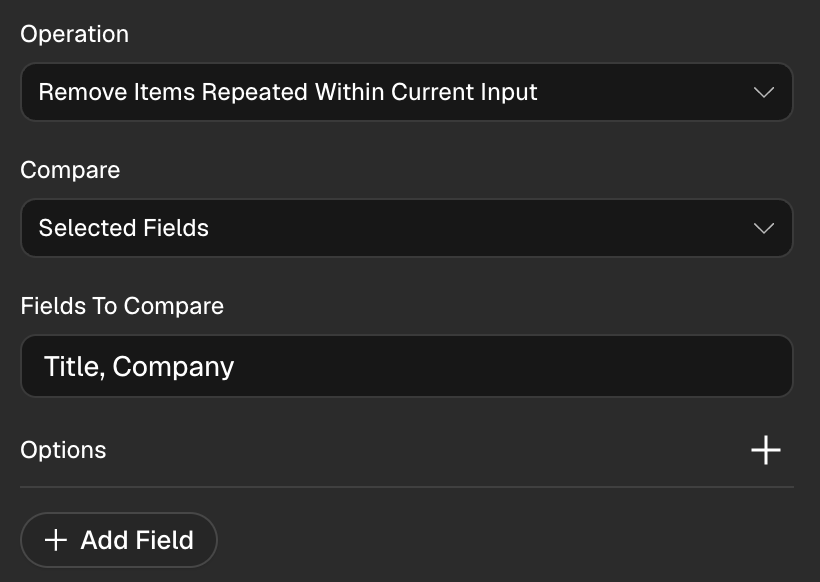 Operation
Remove Items Repeated Within Current Input
Compare
Selected Fields
Fields To Compare
Title, Company
Options
+ Add Field